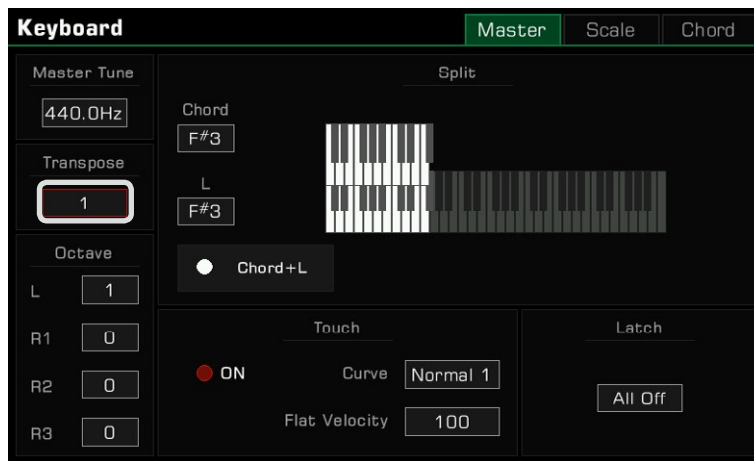 Keyboard
Master
Scale
Chord
Master Tune
440.0Hz
Transpose
1
Octave
L 1
R1 0
R2 0
R3 0
Split
Chord
F#3
L
F#3
Chord+L
Touch
ON
Curve Normal 1
Flat Velocity 100
Latch
All Off